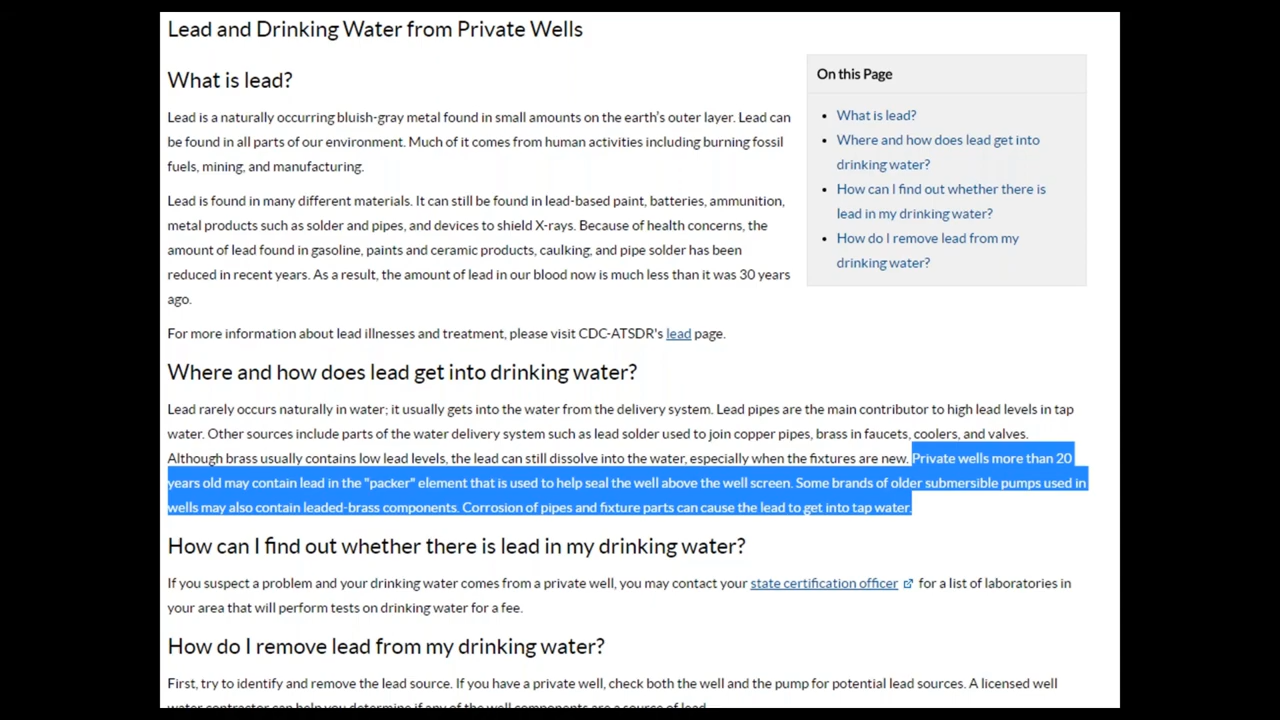 Lead and Drinking Water from Private Wells
What is lead?
Lead is a naturally occurring bluish-gray metal found in small amounts on the earth's outer layer. Lead can
be found in all parts of our environment. Much of it comes from human activities including burning fossil
fuels, mining, and manufacturing.
Lead is found in many different materials. It can still be found in lead-based paint, batteries, ammunition,
metal products such as solder and pipes, and devices to shield X-rays. Because of health concerns, the
amount of lead found in gasoline, paints and ceramic products, caulking, and pipe solder has been
reduced in recent years. As a result, the amount of lead in our blood now is much less than it was 30 years
ago.
For more information about lead illnesses and treatment, please visit CDC-ATSDR's lead page.
On this Page
• What is lead?
• Where and how does lead get into
drinking water?
• How can I find out whether there is
lead in my drinking water?
• How do I remove lead from my
drinking water?
Where and how does lead get into drinking water?
Lead rarely occurs naturally in water; it usually gets into the water from the delivery system. Lead pipes are the main contributor to high lead levels in tap
water. Other sources include parts of the water delivery system such as lead solder used to join copper pipes, brass in faucets, coolers, and valves.
Although brass usually contains low lead levels, the lead can still dissolve into the water, especially when the fixtures are new. Private wells more than 20
years old may contain lead in the "packer" element that is used to help seal the well above the well screen. Some brands of older submersible pumps used in
wells may also contain leaded-brass components. Corrosion of pipes and fixture parts can cause the lead to get into tap water.
How can I find out whether there is lead in my drinking water?
If you suspect a problem and your drinking water comes from a private well, you may contact your state certification officer for a list of laboratories in
your area that will perform tests on drinking water for a fee.
How do I remove lead from my drinking water?
First, try to identify and remove the lead source. If you have a private well, check both the well and the pump for potential lead sources. A licensed well
water contractor can help you determine if any of the well components are a source of lead.